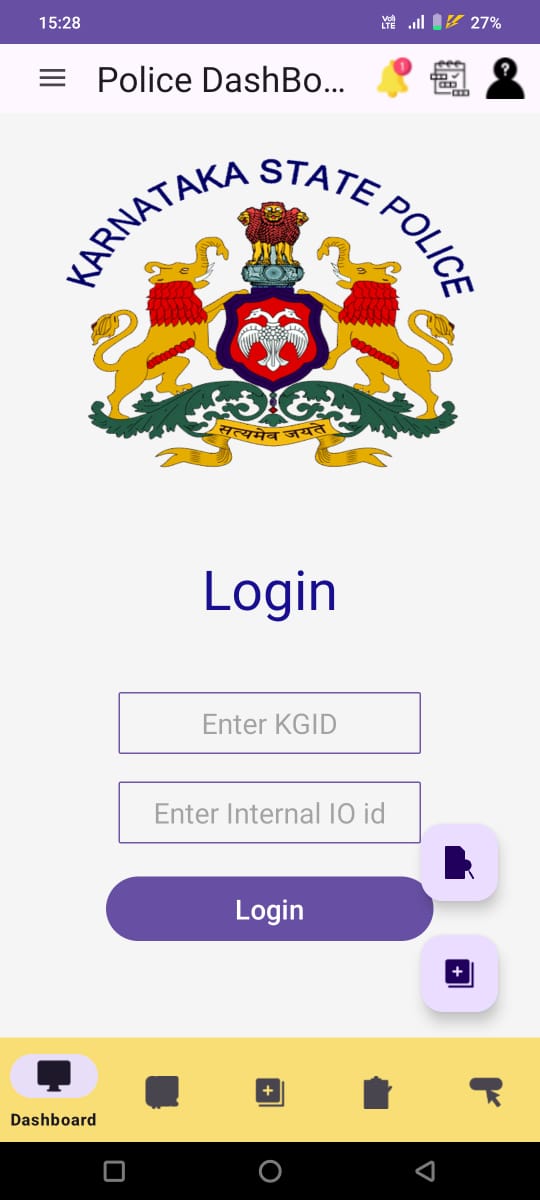 15:28
Vo)
LTE
27%
Police DashBo...
1
?
KARNATAKA STATE POLICE
सत्यमेव जयते
Login
Enter KGID
Enter Internal IO id
Login
Dashboard